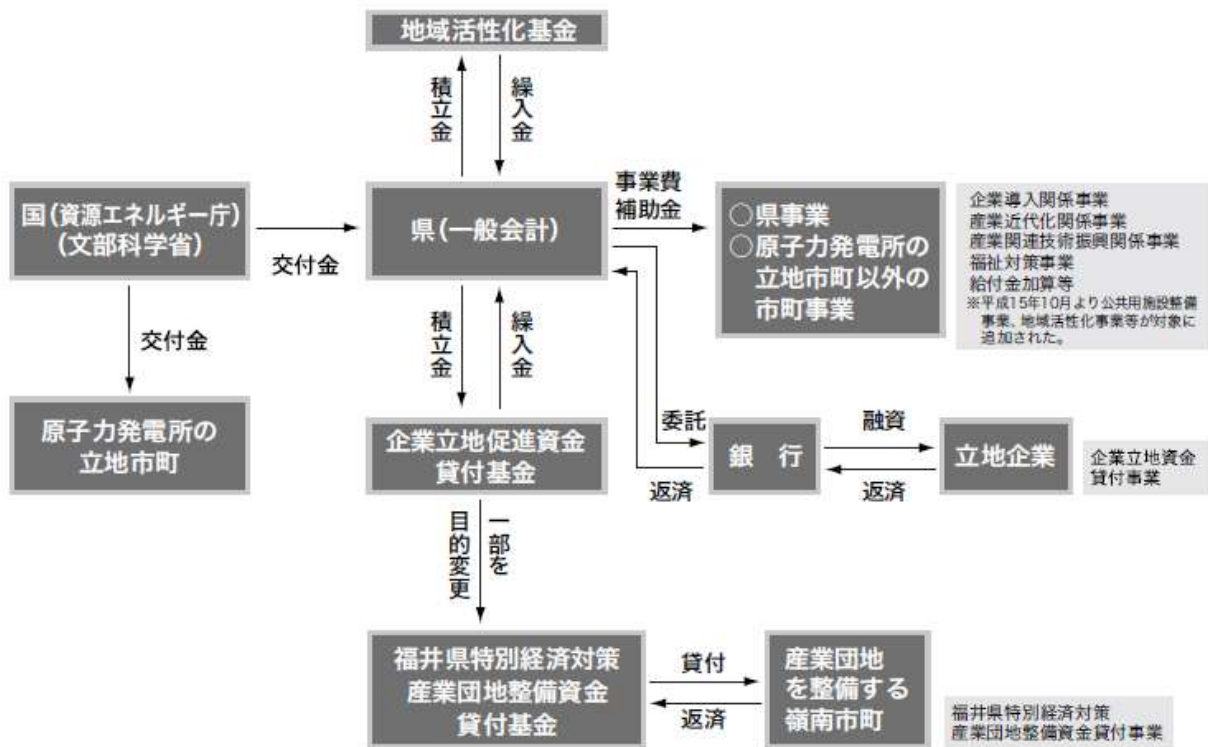 地域活性化基金
積立金
繰入金
国(資源エネルギー庁)
(文部科学省)
交付金
県(一般会計)
事業費
補助金
○県事業
○原子力発電所の
立地市町以外の
市町事業
企業導入関係事業
産業近代化関係事業
産業関連技術振興関係事業
福祉対策事業
給付金加算等
※平成15年10月より公共用施設整備
事業、地域活性化事業等が対象に
追加された。
交付金
原子力発電所の
立地市町
積立金
繰入金
企業立地促進資金
貸付基金
委託
返済
銀 行
融資
返済
立地企業
企業立地資金
貸付事業
一部を
目的変更
福井県特別経済対策
産業団地整備資金
貸付基金
貸付
返済
産業団地
を整備する
嶺南市町
福井県特別経済対策
産業団地整備資金貸付事業